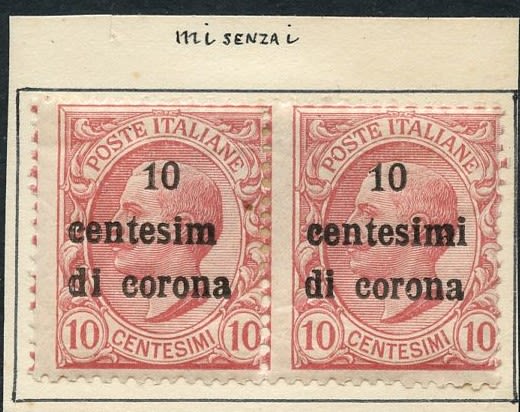 mi SENZA i
POSTE ITALIANE
10
centesim
di corona
10 CENTESIMI 10
POSTE ITALIANE
10
centesimi
di corona
10 CENTESIMI 10